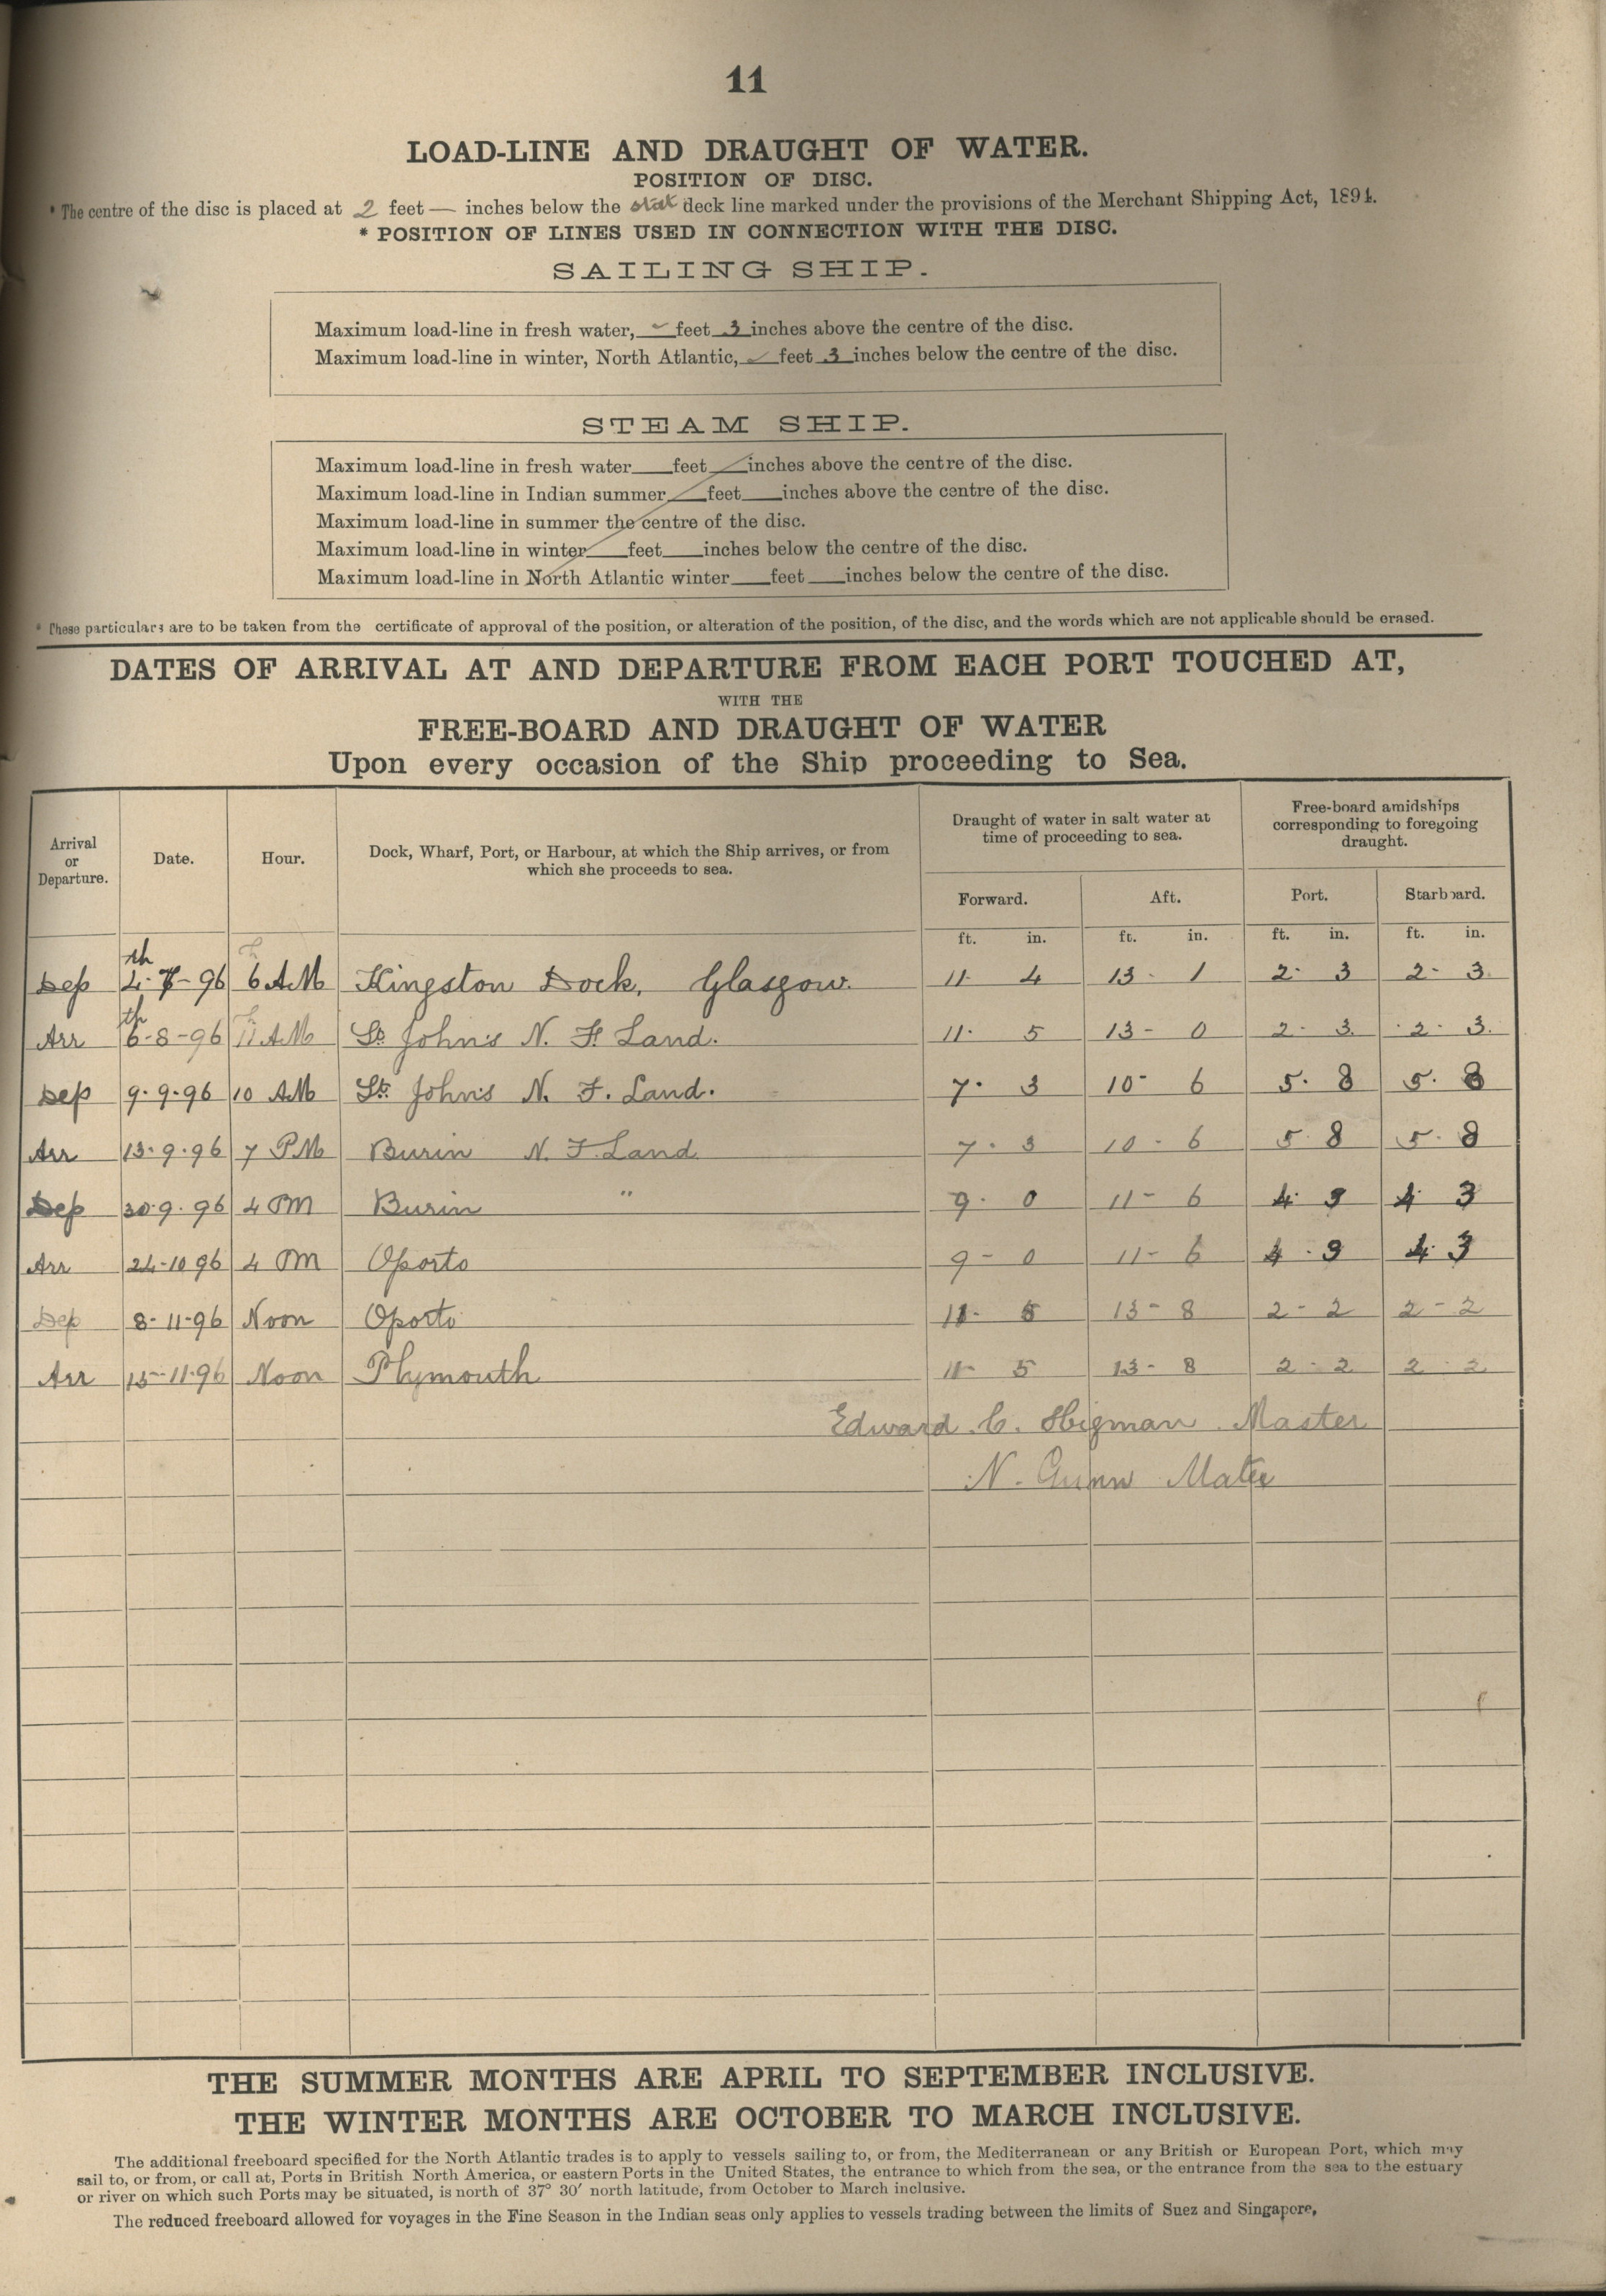 11
LOAD-LINE AND DRAUGHT OF WATER.
POSITION OF DISC.
* The centre of the disc is placed at 2 feet — inches below the deck line marked under the provisions of the Merchant Shipping Act, 1894.
* POSITION OF LINES USED IN CONNECTION WITH THE DISC.
SAILING SHIP.
Maximum load-line in fresh water, feet 3 inches above the centre of the disc.
Maximum load-line in winter, North Atlantic, feet 3 inches below the centre of the disc.
STEAM SHIP.
Maximum load-line in fresh water feet inches above the centre of the disc.
Maximum load-line in Indian summer feet inches above the centre of the disc.
Maximum load-line in summer the centre of the disc.
Maximum load-line in winter feet inches below the centre of the disc.
Maximum load-line in North Atlantic winter feet inches below the centre of the disc.
* These particulars are to be taken from the certificate of approval of the position, or alteration of the position, of the disc, and the words which are not applicable should be erased.
DATES OF ARRIVAL AT AND DEPARTURE FROM EACH PORT TOUCHED AT,
WITH THE
FREE-BOARD AND DRAUGHT OF WATER
Upon every occasion of the Ship proceeding to Sea.
Arrival or Departure. Date. Hour. Dock, Wharf, Port, or Harbour, at which the Ship arrives, or from which she proceeds to sea. Draught of water in salt water at time of proceeding to sea. Free-board amidships corresponding to foregoing draught.
Forward. Aft. Port. Starboard.
ft. in. ft. in. ft. in. ft. in.
Dep 4th-7-96 6 AM Kingston Dock, Glasgow. 11 4 13 - 1 2 - 3 2 - 3
Arr 6th-8-96 11 AM St. John's N. F. Land. 11 5 13 - 0 2 - 3 2 - 3
Dep 9.9.96 10 AM St. John's N. F. Land. 7 . 3 10 - 6 5 . 8 5 . 8
Arr 13.9.96 7 PM Burin N. F. Land 7 . 3 10 - 6 5 . 8 5 . 8
Dep 30.9.96 4 PM Burin " 9 . 0 11 - 6 4 . 3 4 . 3
Arr 24-10 96 4 PM Oporto 9 - 0 11 - 6 4 . 3 4 . 3
Dep 8-11-96 Noon Oporto 11 - 5 13 - 8 2 - 2 2 - 2
Arr 15-11-96 Noon Plymouth 11 - 5 13 - 8 2 - 2 2 - 2
Edward C. Higman Master
N. Gunn Mate
THE SUMMER MONTHS ARE APRIL TO SEPTEMBER INCLUSIVE.
THE WINTER MONTHS ARE OCTOBER TO MARCH INCLUSIVE.
The additional freeboard specified for the North Atlantic trades is to apply to vessels sailing to, or from, the Mediterranean or any British or European Port, which may
sail to, or from, or call at, Ports in British North America, or eastern Ports in the United States, the entrance to which from the sea, or the entrance from the sea to the estuary
or river on which such Ports may be situated, is north of 37° 30′ north latitude, from October to March inclusive.
The reduced freeboard allowed for voyages in the Fine Season in the Indian seas only applies to vessels trading between the limits of Suez and Singapore,